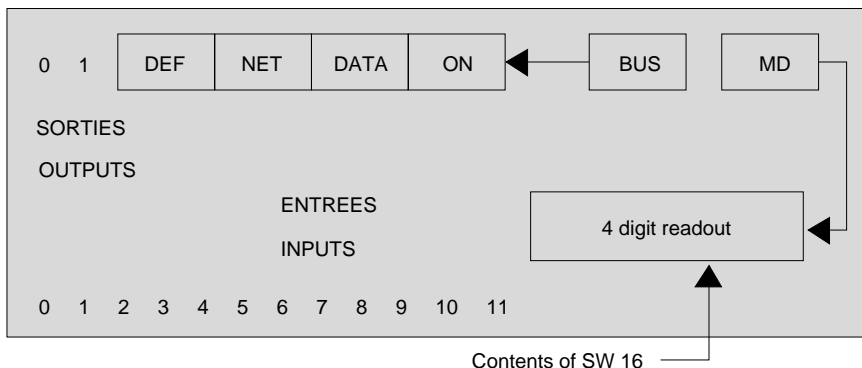 0 1 DEF NET DATA ON BUS MD
SORTIES
OUTPUTS
ENTREES
4 digit readout
INPUTS
0 1 2 3 4 5 6 7 8 9 10 11
Contents of SW 16